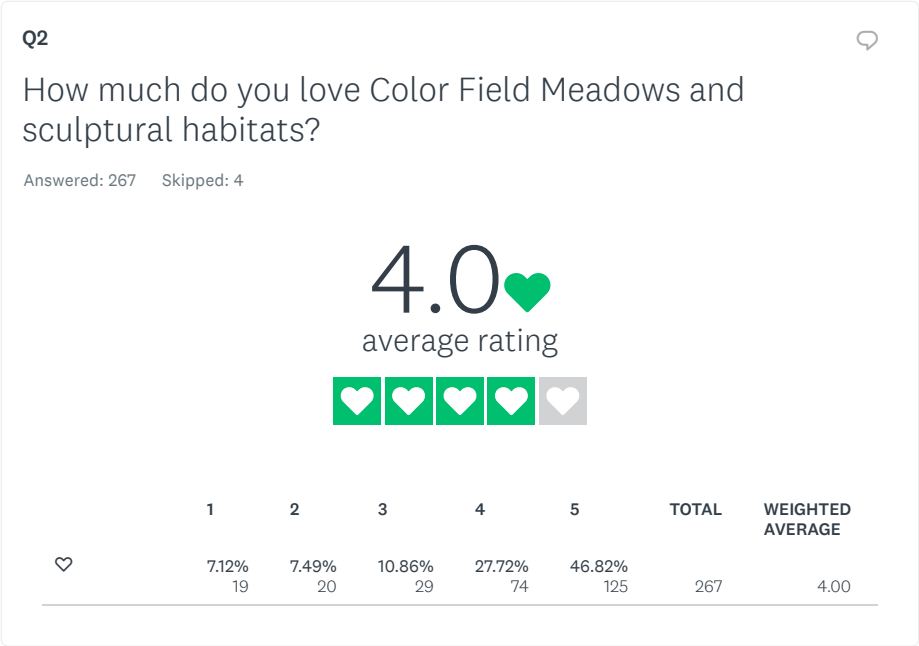 Q2
How much do you love Color Field Meadows and
sculptural habitats?
Answered: 267 Skipped: 4
4.0
average rating
1 2 3 4 5 TOTAL WEIGHTED
AVERAGE
7.12% 7.49% 10.86% 27.72% 46.82%
19 20 29 74 125 267 4.00